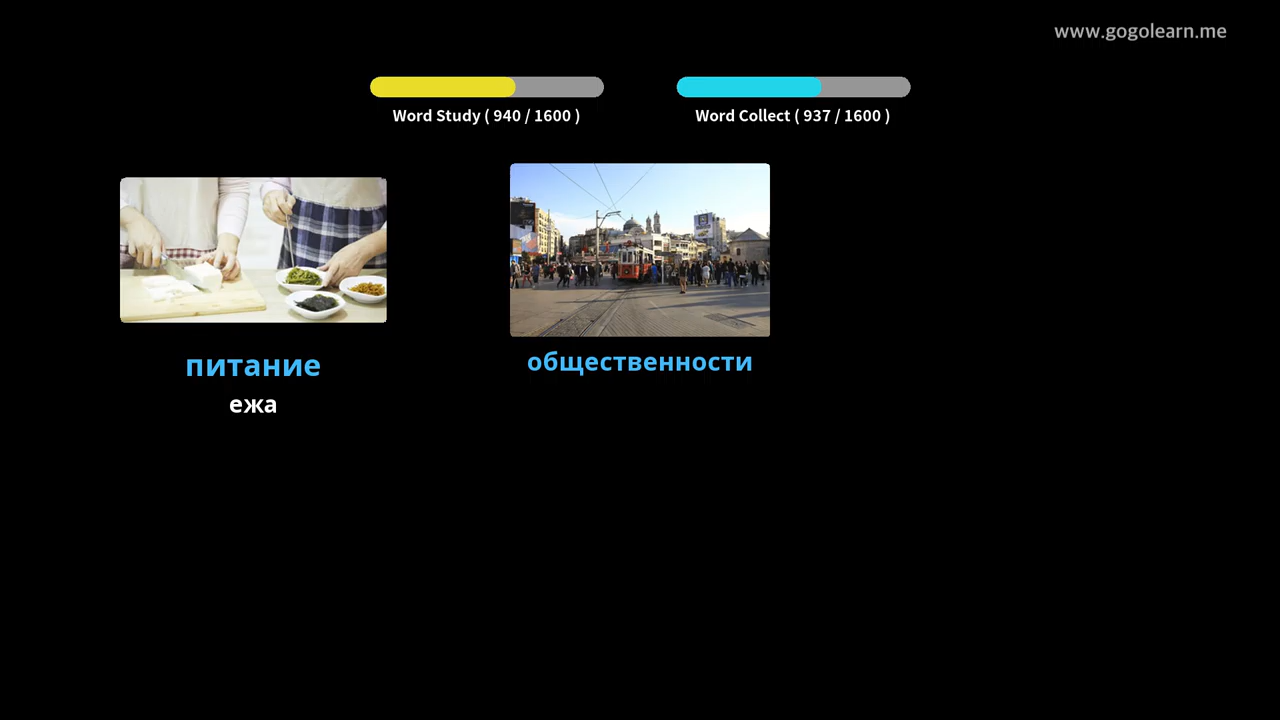 www.gogolearn.me
Word Study ( 940 / 1600 )
Word Collect ( 937 / 1600 )
питание
ежа
общественности